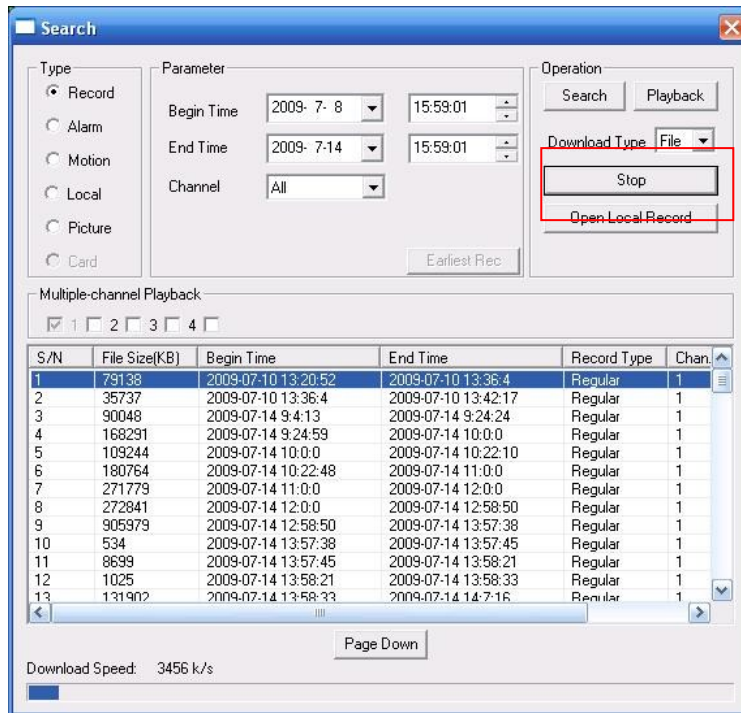 Search
Type
Record
Alarm
Motion
Local
Picture
Card
Parameter
Begin Time 2009- 7- 8 15:59:01
End Time 2009- 7-14 15:59:01
Channel All
Earliest Rec
Operation
Search Playback
Download Type File
Stop
Open Local Record
Multiple-channel Playback
1 2 3 4
S/N File Size(KB) Begin Time End Time Record Type Chan.
1 79138 2009-07-10 13:20:52 2009-07-10 13:36:4 Regular 1
2 35737 2009-07-10 13:36:4 2009-07-10 13:42:17 Regular 1
3 90048 2009-07-14 9:4:13 2009-07-14 9:24:24 Regular 1
4 168291 2009-07-14 9:24:59 2009-07-14 10:0:0 Regular 1
5 109244 2009-07-14 10:0:0 2009-07-14 10:22:10 Regular 1
6 180764 2009-07-14 10:22:48 2009-07-14 11:0:0 Regular 1
7 271779 2009-07-14 11:0:0 2009-07-14 12:0:0 Regular 1
8 272841 2009-07-14 12:0:0 2009-07-14 12:58:50 Regular 1
9 905979 2009-07-14 12:58:50 2009-07-14 13:57:38 Regular 1
10 534 2009-07-14 13:57:38 2009-07-14 13:57:45 Regular 1
11 8699 2009-07-14 13:57:45 2009-07-14 13:58:21 Regular 1
12 1025 2009-07-14 13:58:21 2009-07-14 13:58:33 Regular 1
13 131902 2009-07-14 13:58:33 2009-07-14 14:7:16 Regular 1
Page Down
Download Speed: 3456 k/s